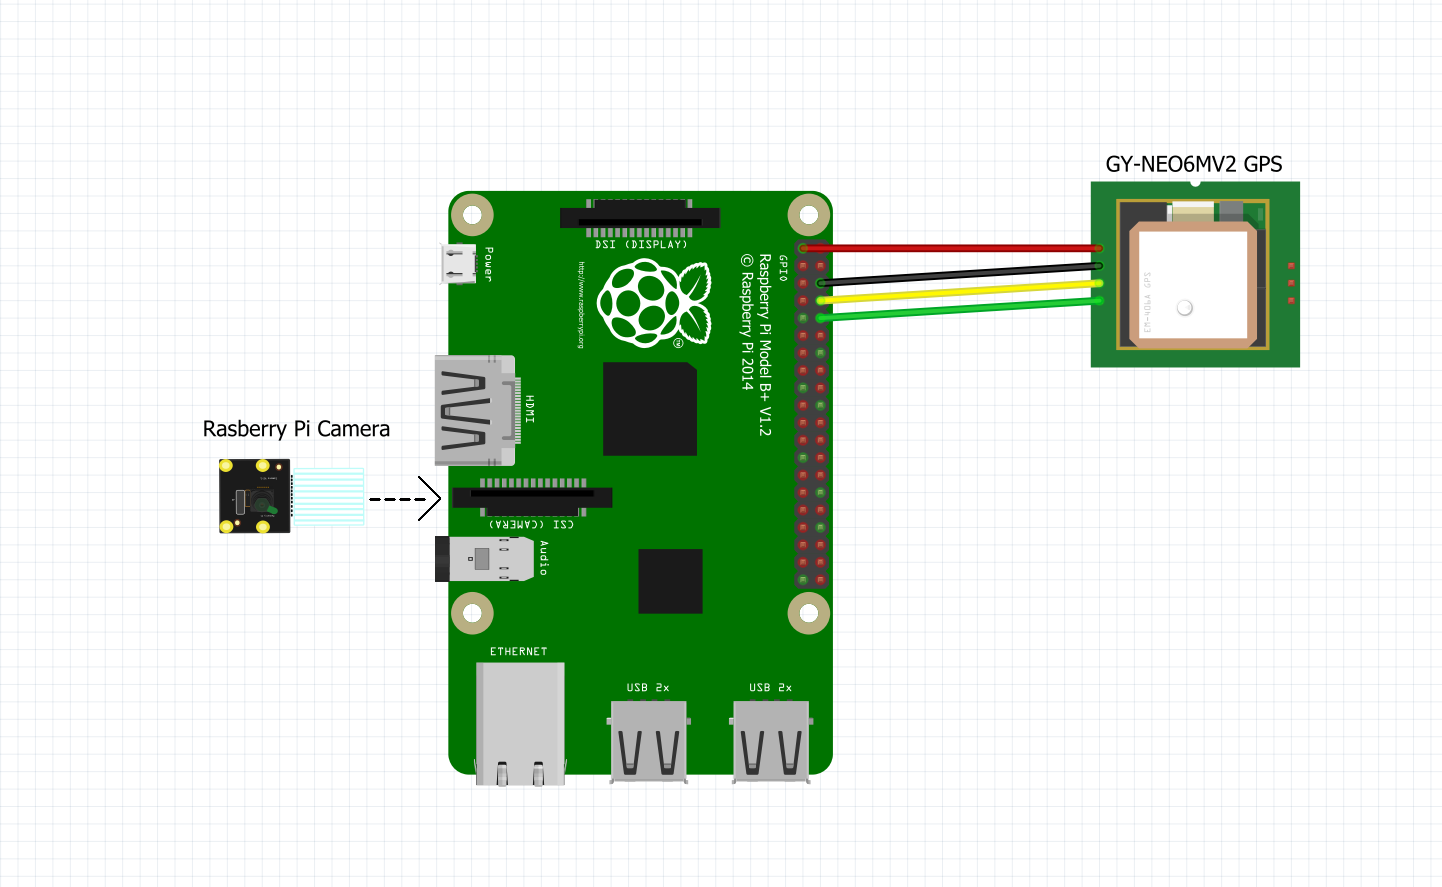 GY-NEO6MV2 GPS
DSI (DISPLAY)
Power
http://www.raspberrypi.org
®
GPIO
Raspberry Pi Model B+ V1.2
© Raspberry Pi 2014
EM-406A GPS
HDMI
Rasberry Pi Camera
CSI (CAMERA)
Audio
ETHERNET
USB 2x
USB 2x